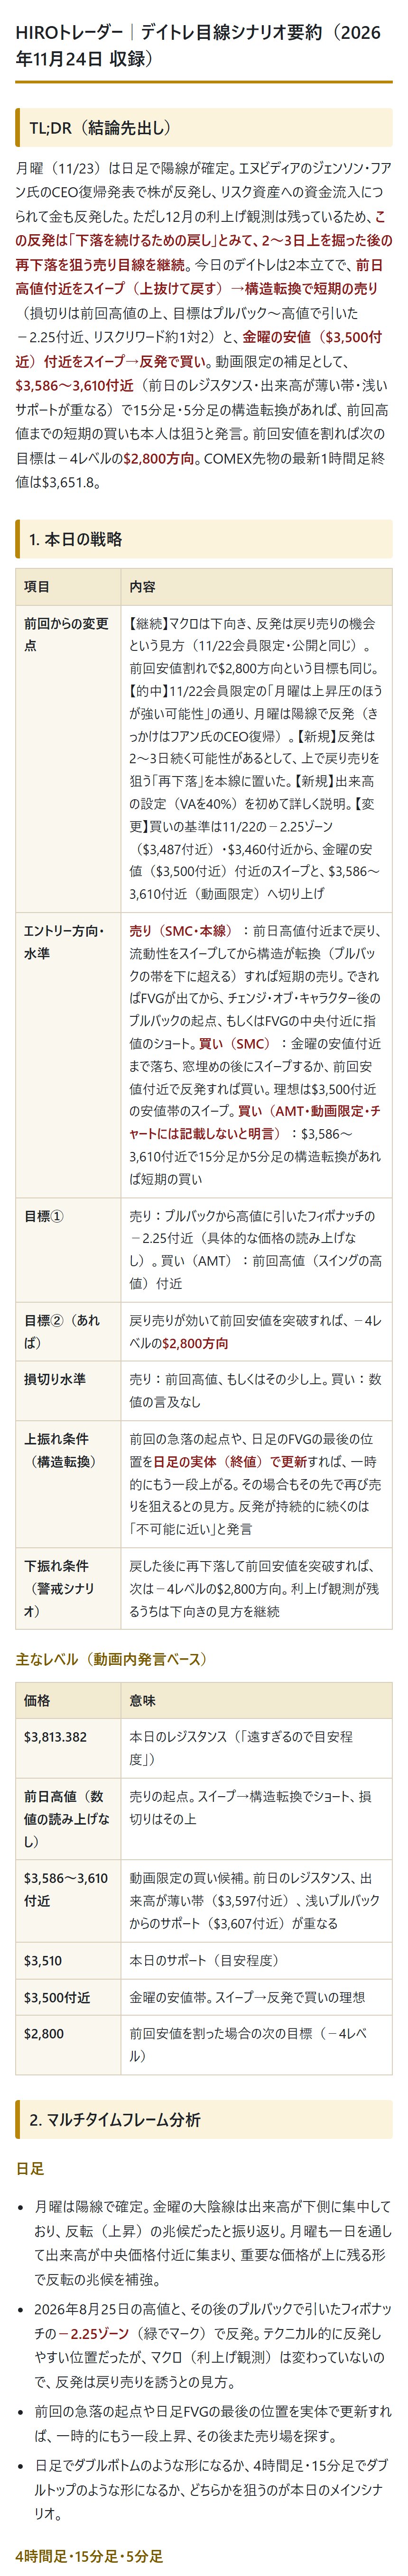 HIROトレーダー｜デイトレ目線シナリオ要約（2026
年11月24日 収録）
TL;DR（結論先出し）
月曜（11/23）は日足で陽線が確定。エヌビディアのジェンソン・ファ
ン氏のCEO復帰発表で株が反発し、リスク資産への資金流入につ
られて金も反発した。ただし12月の利上げ観測は残っているため、こ
の反発は「下落を続けるための戻し」とみて、2〜3日上を掘った後の
再下落を狙う売り目線を継続。今日のデイトレは2本立てで、前日
高値付近をスイープ（上抜けて戻す）→構造転換で短期の売り
（損切りは前回高値の上、目標はプルバック〜高値で引いた
－2.25付近、リスクリワード約1対2）と、金曜の安値（$3,500付
近）付近をスイープ→反発で買い。動画限定の補足として、
$3,586〜3,610付近（前日のレジスタンス・出来高が薄い帯・浅い
サポートが重なる）で15分足・5分足の構造転換があれば、前回高
値までの短期の買いも本人は狙うと発言。前回安値を割れば次の
目標は－4レベルの$2,800方向。COMEX先物の最新1時間足終
値は$3,651.8。
1. 本日の戦略
項目
内容
前回からの変更
点
【継続】マクロは下向き、反発は戻り売りの機会
という見方（11/22会員限定・公開と同じ）。
前回安値割れで$2,800方向という目標も同じ。
【的中】11/22会員限定の「月曜は上昇圧のほう
が強い可能性」の通り、月曜は陽線で反発（き
っかけはフアン氏のCEO復帰）。【新規】反発は
2〜3日続く可能性があるとして、上で戻り売りを
狙う「再下落」を本線に置いた。【新規】出来高
の設定（VAを40%）を初めて詳しく説明。【変
更】買いの基準は11/22の－2.25ゾーン
（$3,487付近）・$3,460付近から、金曜の安
値（$3,500付近）付近のスイープと、$3,586〜
3,610付近（動画限定）へ切り上げ
エントリー方向・
水準
売り（SMC・本線）：前日高値付近まで戻り、
流動性をスイープしてから構造が転換（プルバッ
クの帯を下に超える）すれば短期の売り。できれ
ばFVGが出てから、チェンジ・オブ・キャラクター後の
プルバックの起点、もしくはFVGの中央付近に指
値のショート。買い（SMC）：金曜の安値付近
まで落ち、窓埋めの後にスイープするか、前回安
値付近で反発すれば買い。理想は$3,500付近
の安値帯のスイープ。買い（AMT・動画限定・チ
ャートには記載しないと明言）：$3,586〜
3,610付近で15分足か5分足の構造転換があれ
ば短期の買い
目標①
売り：プルバックから高値に引いたフィボナッチの
－2.25付近（具体的な価格の読み上げな
し）。買い（AMT）：前回高値（スイングの高
値）付近
目標②（あれ
ば）
戻り売りが効いて前回安値を突破すれば、－4レ
ベルの$2,800方向
損切り水準
売り：前回高値、もしくはその少し上。買い：数
値の言及なし
上振れ条件
（構造転換）
前回の急落の起点や、日足のFVGの最後の位
置を日足の実体（終値）で更新すれば、一時
的にもう一段上がる。その場合もその先で再び売
りを狙えるとの見方。反発が持続的に続くのは
「不可能に近い」と発言
下振れ条件
（警戒シナリ
オ）
戻した後に再下落して前回安値を突破すれば、
次は－4レベルの$2,800方向。利上げ観測が残
るうちは下向きの見方を継続
主なレベル（動画内発言ベース）
価格
意味
$3,813.382
本日のレジスタンス（「遠すぎるので目安程
度」）
前日高値（数
値の読み上げな
し）
売りの起点。スイープ→構造転換でショート、損
切りはその上
$3,586〜3,610
付近
動画限定の買い候補。前日のレジスタンス、出
来高が薄い帯（$3,597付近）、浅いプルバック
からのサポート（$3,607付近）が重なる
$3,510
本日のサポート（目安程度）
$3,500付近
金曜の安値帯。スイープ→反発で買いの理想
$2,800
前回安値を割った場合の次の目標（－4レベ
ル）
2. マルチタイムフレーム分析
日足
• 月曜は陽線で確定。金曜の大陰線は出来高が下側に集中して
おり、反転（上昇）の兆候だったと振り返り。月曜も一日を通し
て出来高が中央価格付近に集まり、重要な価格が上に残る形
で反転の兆候を補強。
• 2026年8月25日の高値と、その後のプルバックで引いたフィボナッ
チの－2.25ゾーン（緑でマーク）で反発。テクニカル的に反発し
やすい位置だったが、マクロ（利上げ観測）は変わっていないの
で、反発は戻り売りを誘うとの見方。
• 前回の急落の起点や日足FVGの最後の位置を実体で更新すれ
ば、一時的にもう一段上昇、その後また売り場を探す。
• 日足でダブルボトムのような形になるか、4時間足・15分足でダブ
ルトップのような形になるか、どちらかを狙うのが本日のメインシナ
リオ。
4時間足・15分足・5分足